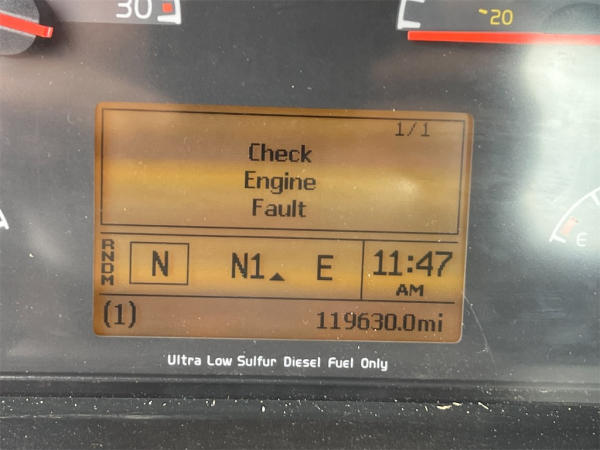 30
-20
1/1
Check
Engine
Fault
RNDM
N N1 E 11:47
AM
(1) 119630.0mi
E
Ultra Low Sulfur Diesel Fuel Only